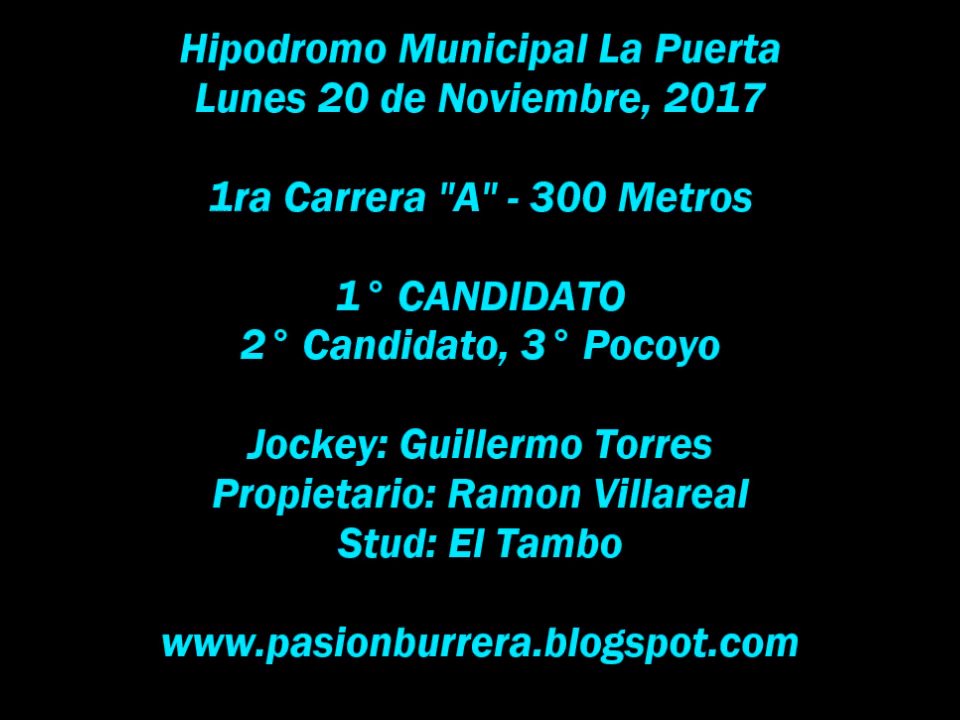 Hipodromo Municipal La Puerta
Lunes 20 de Noviembre, 2017
1ra Carrera "A" - 300 Metros
1° CANDIDATO
2° Candidato, 3° Pocoyo
Jockey: Guillermo Torres
Propietario: Ramon Villareal
Stud: El Tambo
www.pasionburrera.blogspot.com